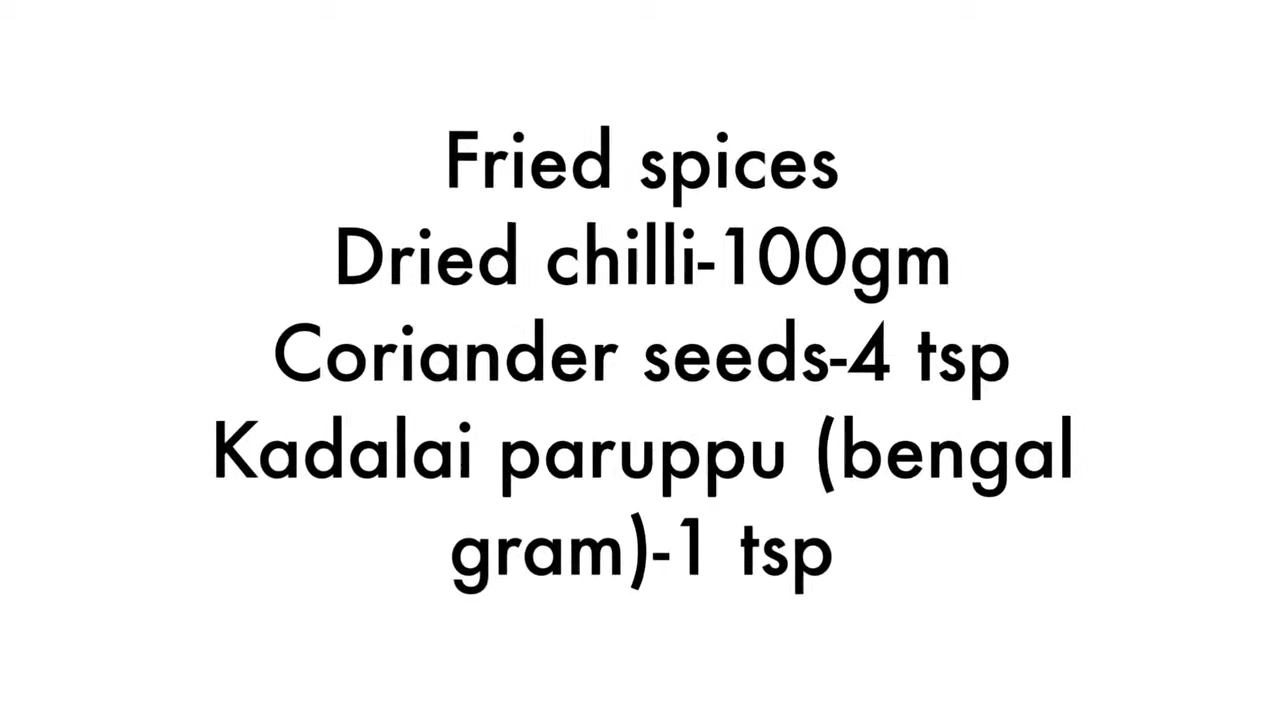 Fried spices
Dried chilli-100gm
Coriander seeds-4 tsp
Kadalai paruppu (bengal
gram)-1 tsp